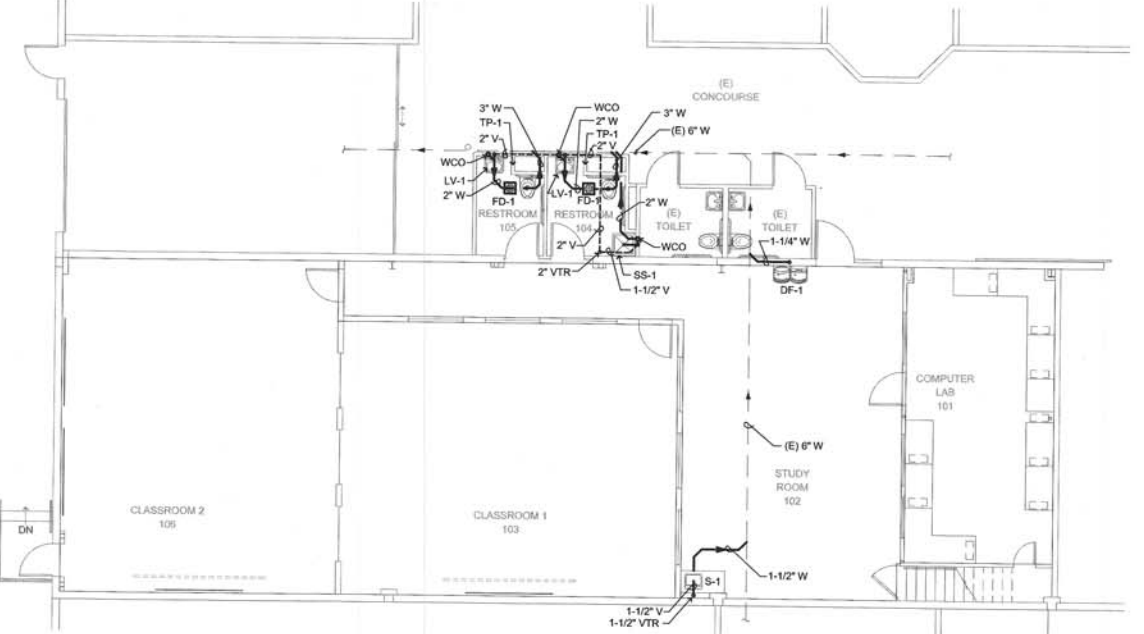 (E)
CONCOURSE
3" W
WCO
2" W
3" W
TP-1
TP-1
(E) 6" W
2" V
2" V
WCO
LV-1
LV-1
2" W
FD-1
FD-1
RESTROOM
105
RESTROOM
104
2" W
(E)
TOILET
(E)
TOILET
2" V
WCO
1-1/4" W
2" VTR
SS-1
1-1/2" V
DF-1
COMPUTER
LAB
101
(E) 6" W
STUDY
ROOM
102
CLASSROOM 2
106
CLASSROOM 1
103
DN
1-1/2" W
S-1
1-1/2" V
1-1/2" VTR